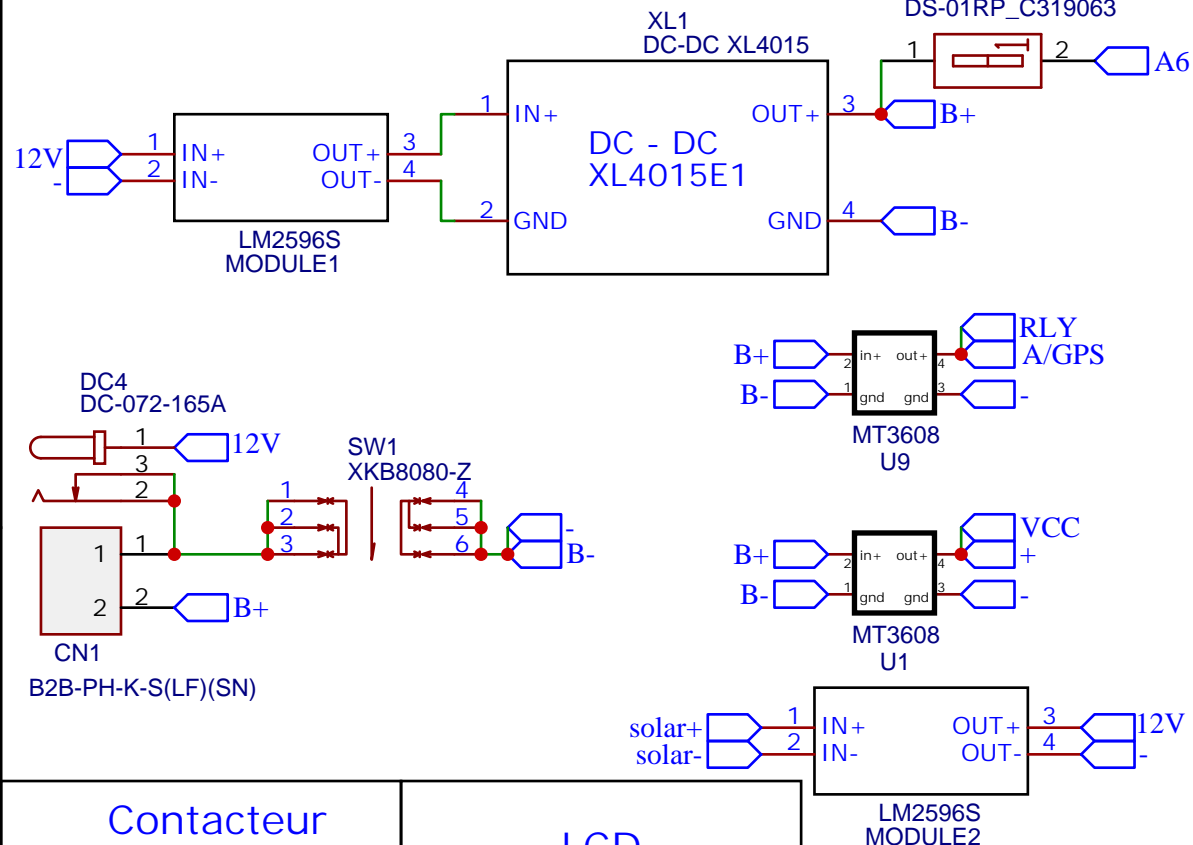 DS-01RP_C319063
1 2 A6
XL1
DC-DC XL4015
1 IN+ OUT+ 3 B+
DC - DC
XL4015E1
2 GND GND 4 B-
12V 1 IN+ OUT+ 3
- 2 IN- OUT- 4
LM2596S
MODULE1
RLY
B+ 2 in+ out+ 4 A/GPS
B- 1 gnd gnd 3 -
MT3608
U9
DC4
DC-072-165A
1 12V
3
2
SW1
XKB8080-Z
1 4
2 5 -
3 6 B-
1 1
2 2 B+
CN1
B2B-PH-K-S(LF)(SN)
VCC
B+ 2 in+ out+ 4 +
B- 1 gnd gnd 3 -
MT3608
U1
solar+ 1 IN+ OUT+ 3 12V
solar- 2 IN- OUT- 4 -
LM2596S
MODULE2
Contacteur
LCD